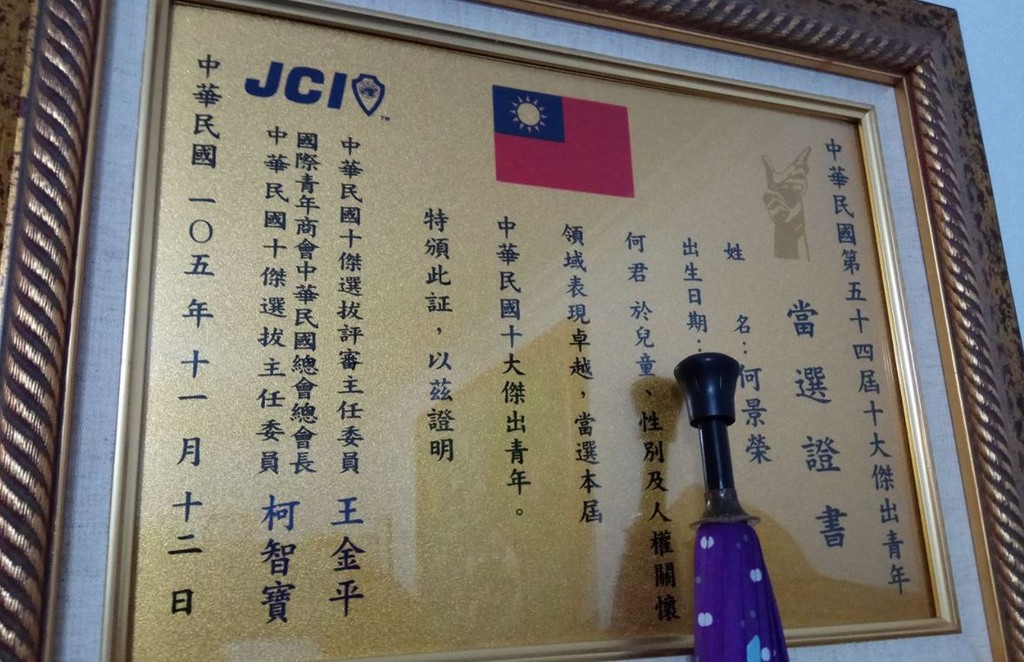 中華民國第五十四屆十大傑出青年
當選證書
姓 名：何景榮
出生日期：
何君 於兒童、性別及人權關懷
領域表現卓越，當選本屆
中華民國十大傑出青年。
特頒此証，以茲證明
JCI
TM
中華民國十傑選拔評審主任委員 王金平
國際青年商會中華民國總會總會長
中華民國十傑選拔主任委員 柯智寶
中華民國一〇五年十一月十二日